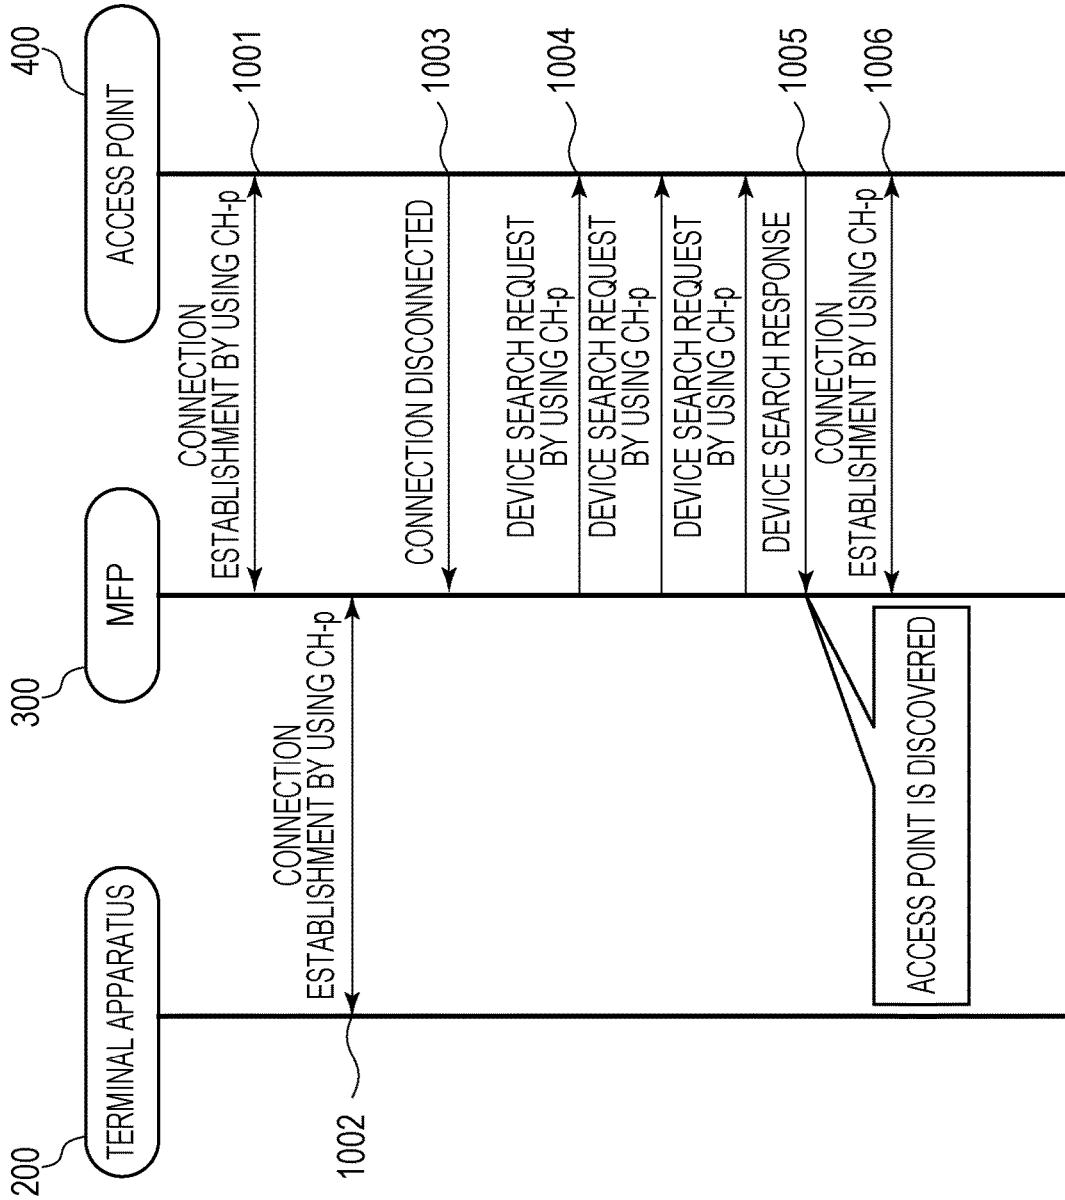 200
TERMINAL APPARATUS
300
MFP
400
ACCESS POINT
CONNECTION
ESTABLISHMENT BY USING CH-p
1001
CONNECTION
ESTABLISHMENT BY USING CH-p
1002
CONNECTION DISCONNECTED
1003
DEVICE SEARCH REQUEST
BY USING CH-p
1004
DEVICE SEARCH REQUEST
BY USING CH-p
DEVICE SEARCH REQUEST
BY USING CH-p
DEVICE SEARCH RESPONSE
1005
CONNECTION
ESTABLISHMENT BY USING CH-p
1006
ACCESS POINT IS DISCOVERED